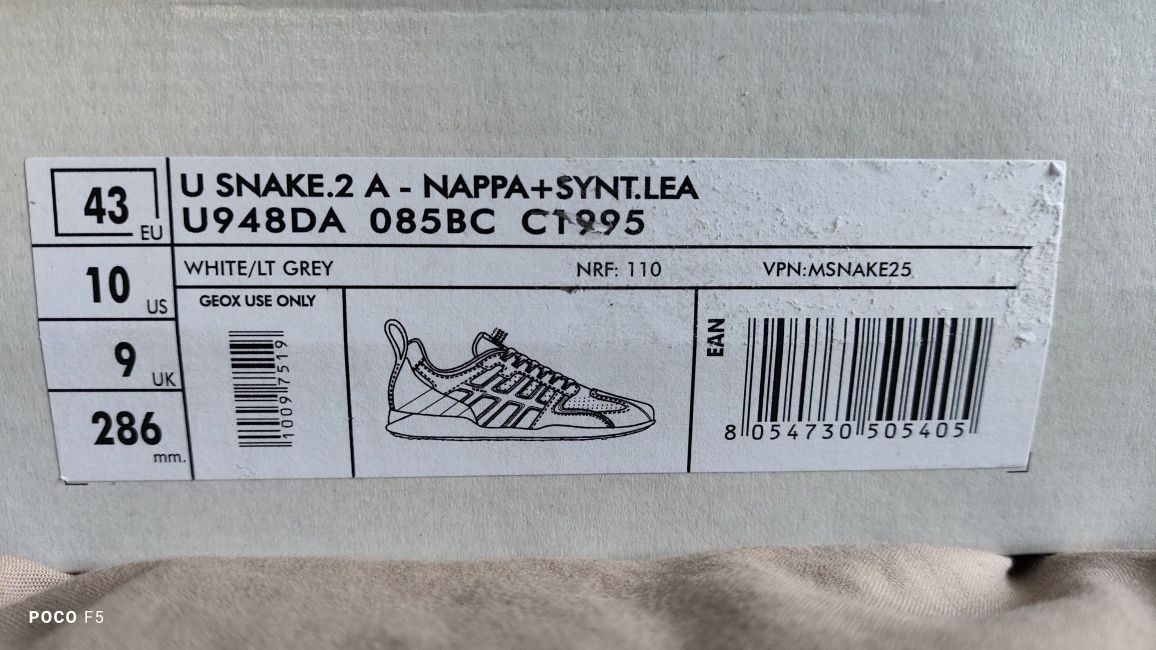 43 EU
U SNAKE.2 A - NAPPA+SYNT.LEA
U948DA 085BC C1995
10 US
WHITE/LT GREY NRF: 110 VPN:MSNAKE25
9 UK
286 mm.
GEOX USE ONLY
1009175191
EAN
8 054730 505405
POCO F5